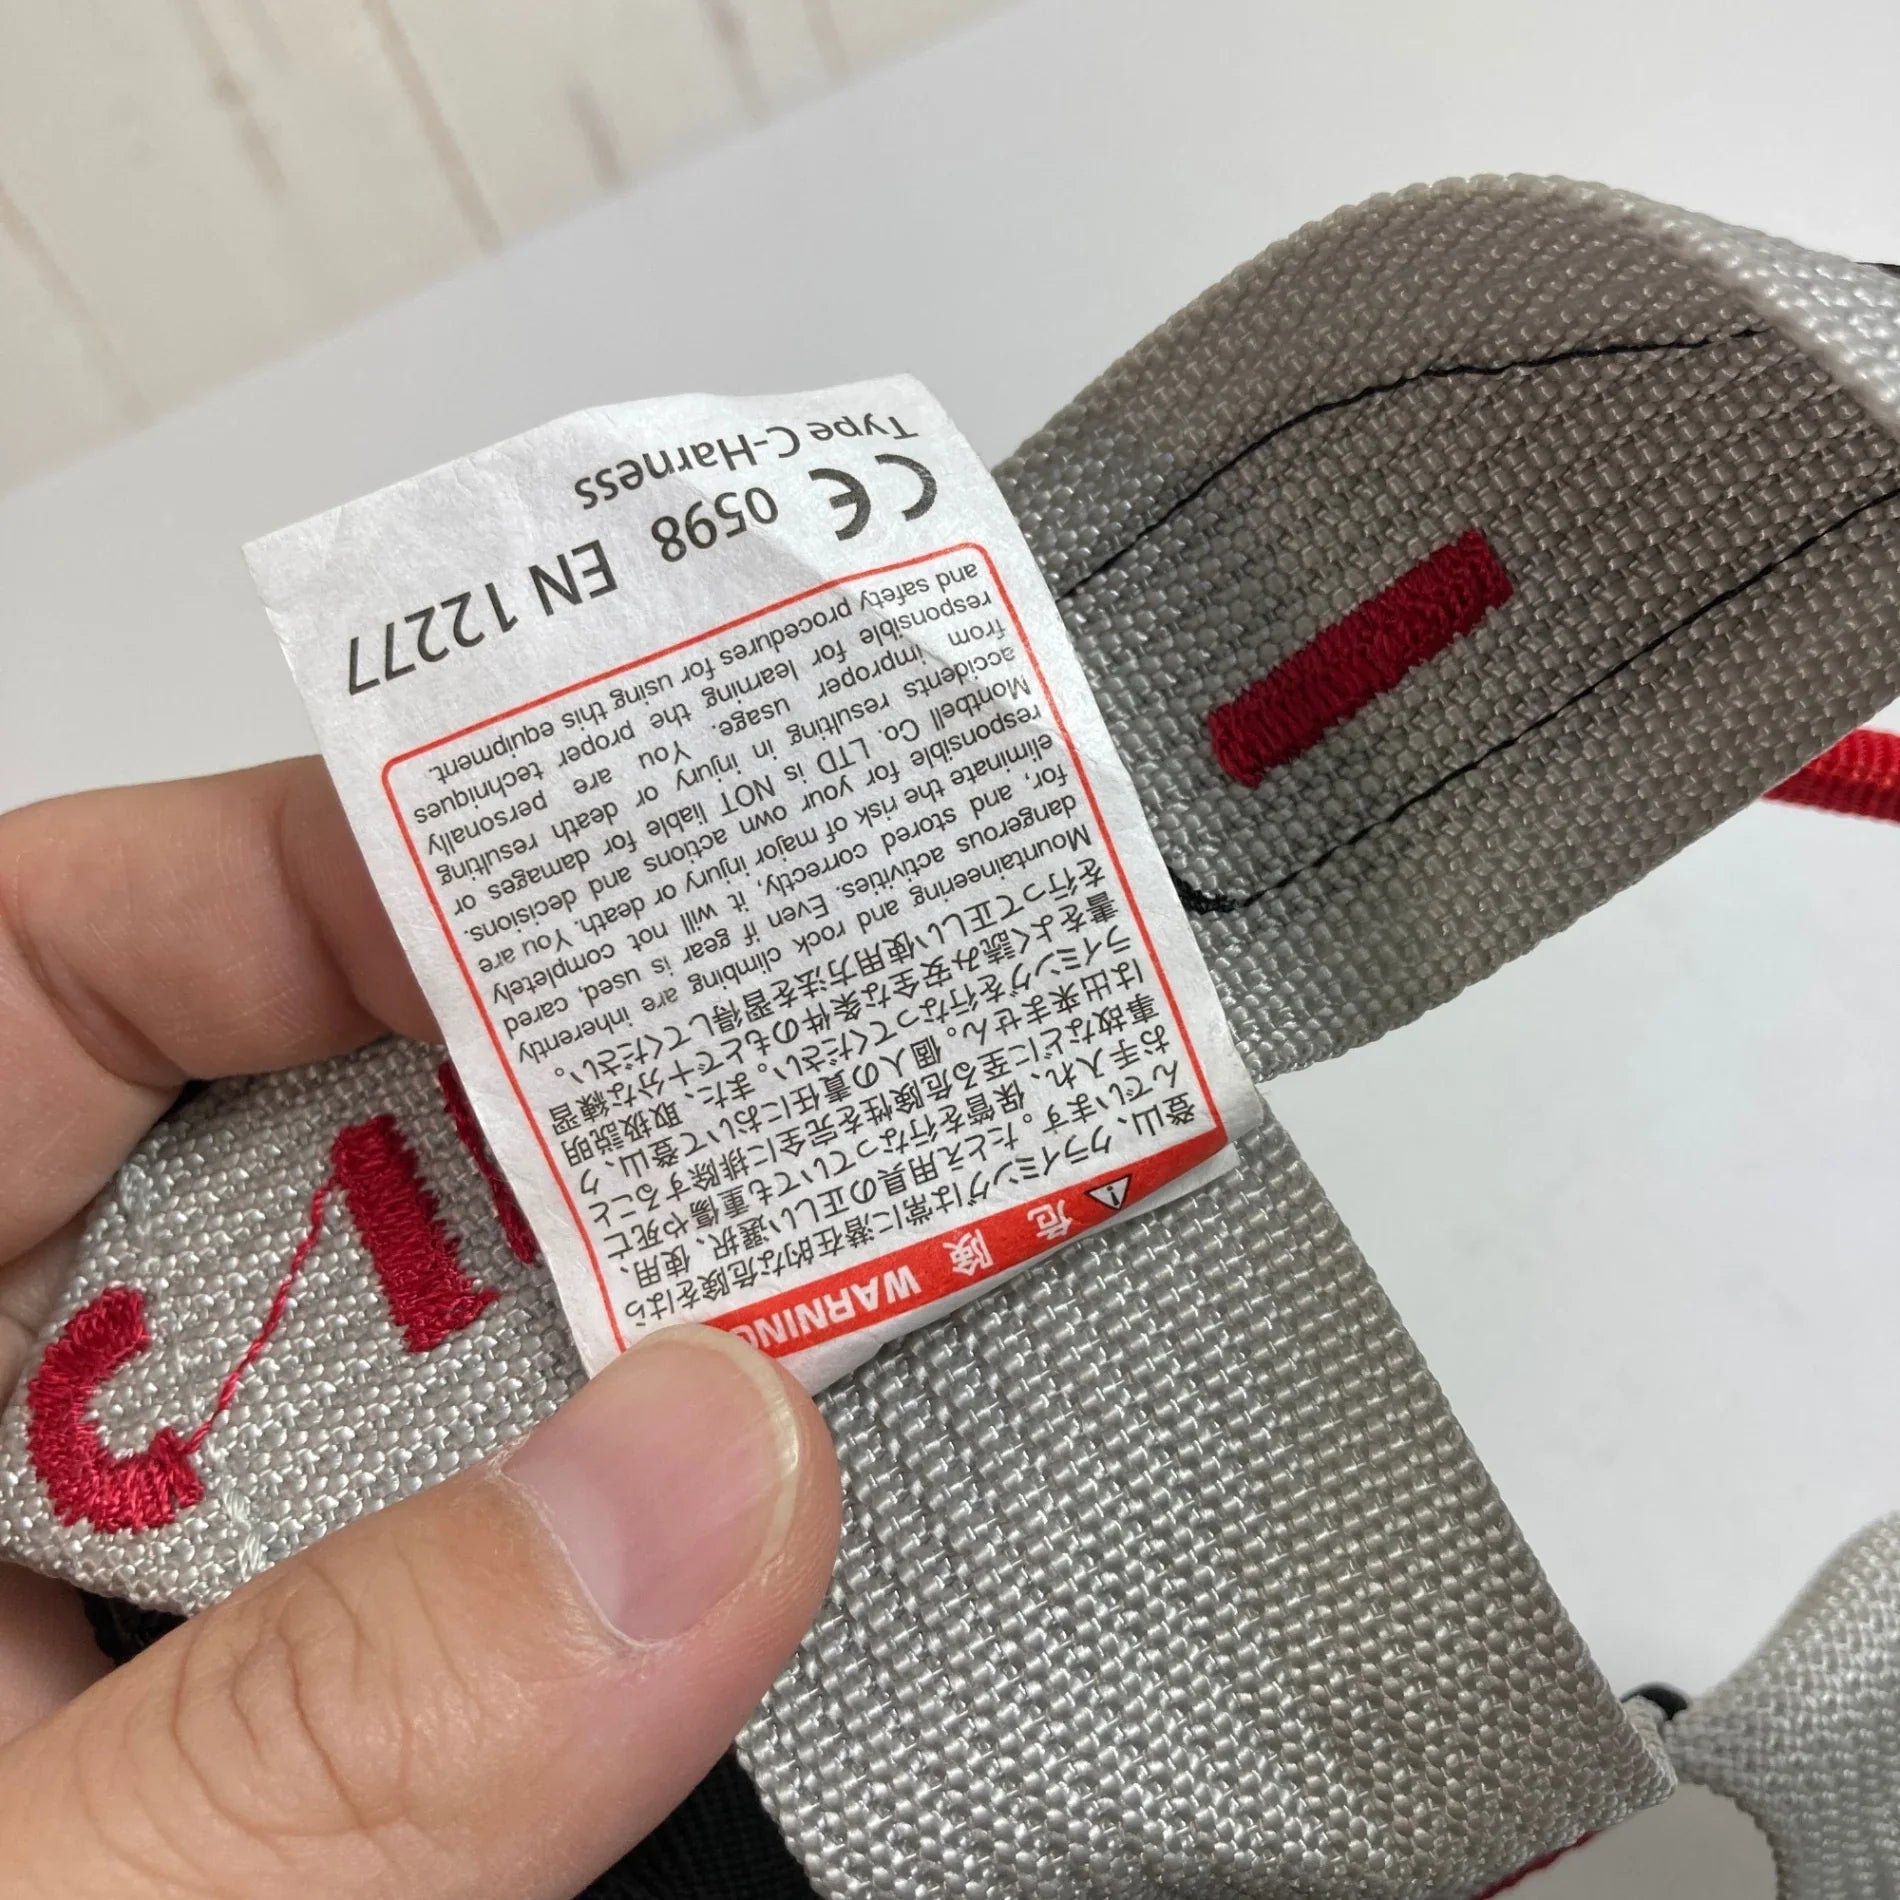 危険 WARNING
登山、クライミングは常に潜在的な危険をはら
んでいます。たとえ用具の正しい選択、使用、
お手入れ、保管を行なっていても重傷や死亡
事故などに至る危険性を完全に排除すること
は出来ません。個人の責任において登山、ク
ライミングを行なってください。また、取扱説明
書をよく読み安全な条件のもとで十分な練習
を行って正しい使用方法を習得してください。
Mountaineering and rock climbing are inherently
dangerous activities. Even if gear is used, cared
for, and stored correctly, it will not completely
eliminate the risk of major injury or death. You are
responsible for your own actions and decisions.
Montbell Co. LTD is NOT liable for damages or
accidents resulting in injury or death resulting
from improper usage. You are personally
responsible for learning the proper techniques
and safety procedures for using this equipment.
CE 0598 EN 12277
Type C-Harness